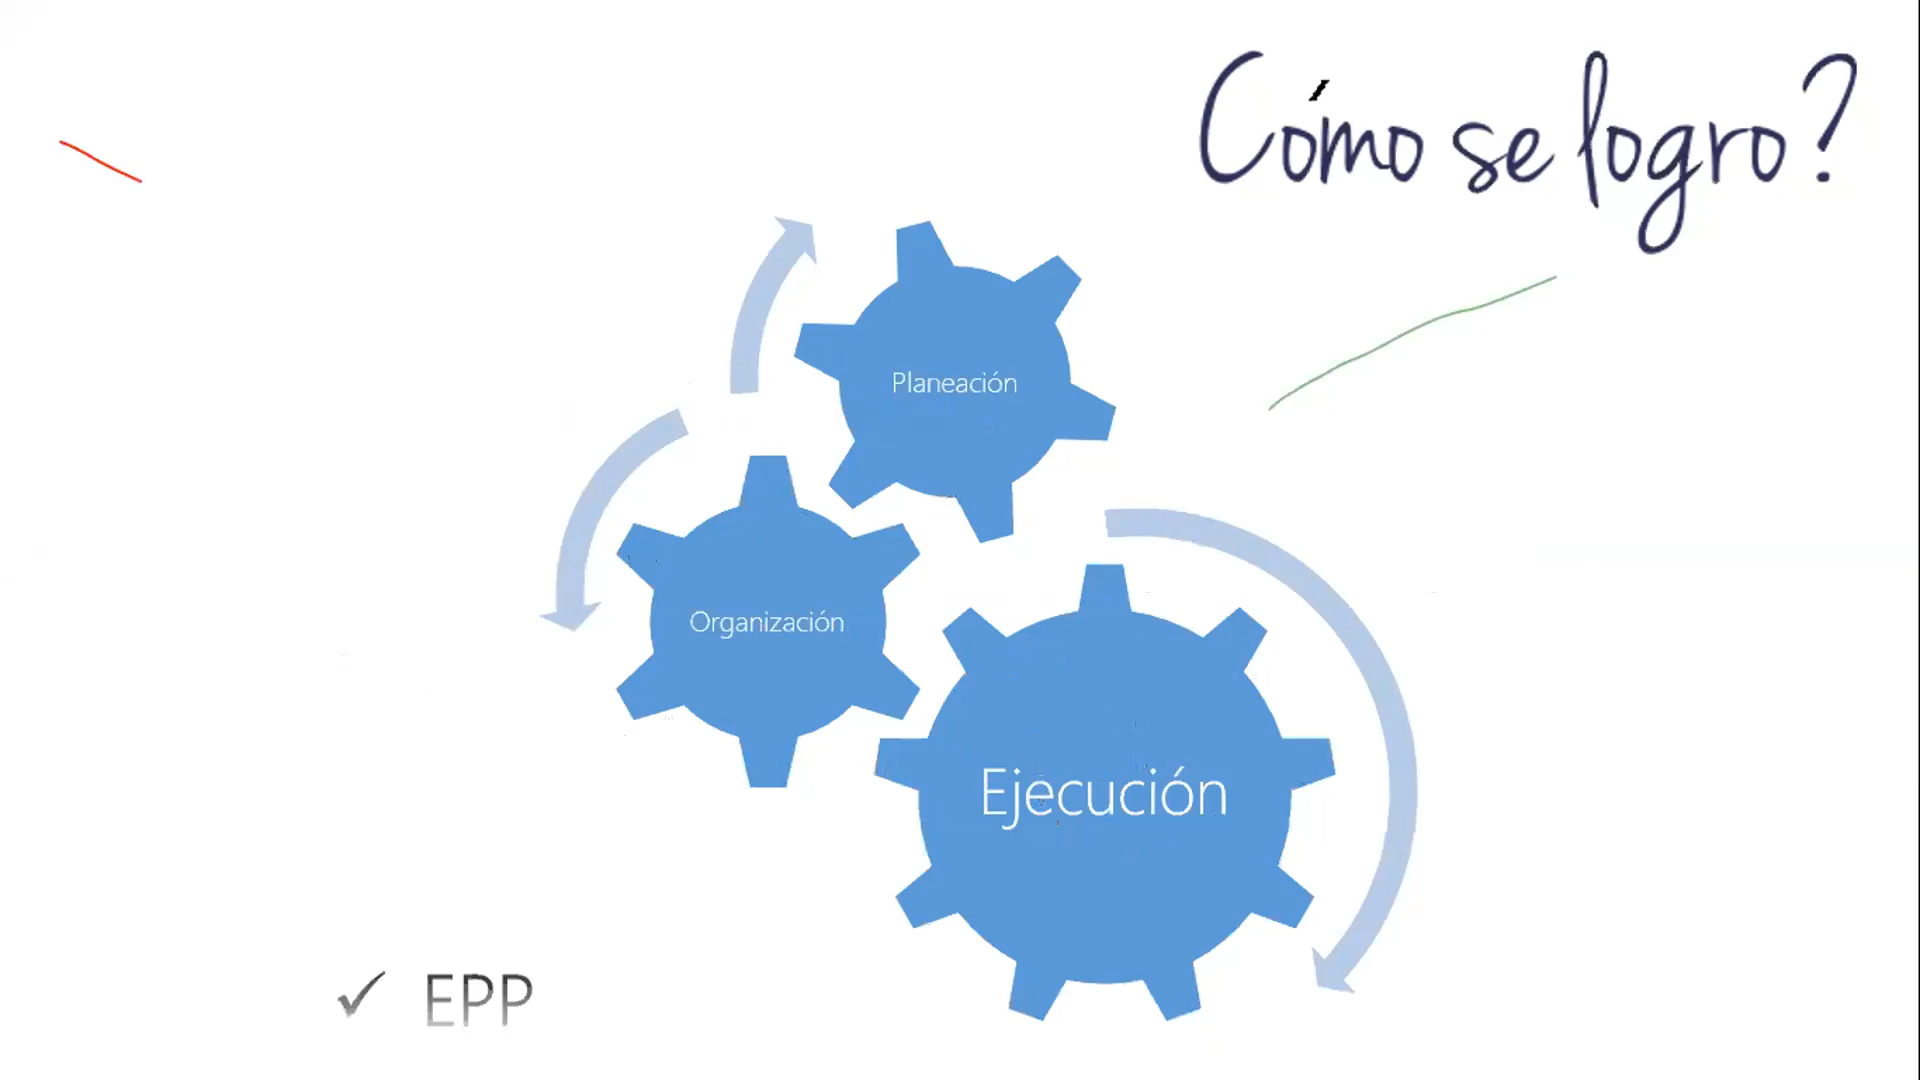 Cómo se logro?
Planeación
Organización
Ejecución
✓ EPP